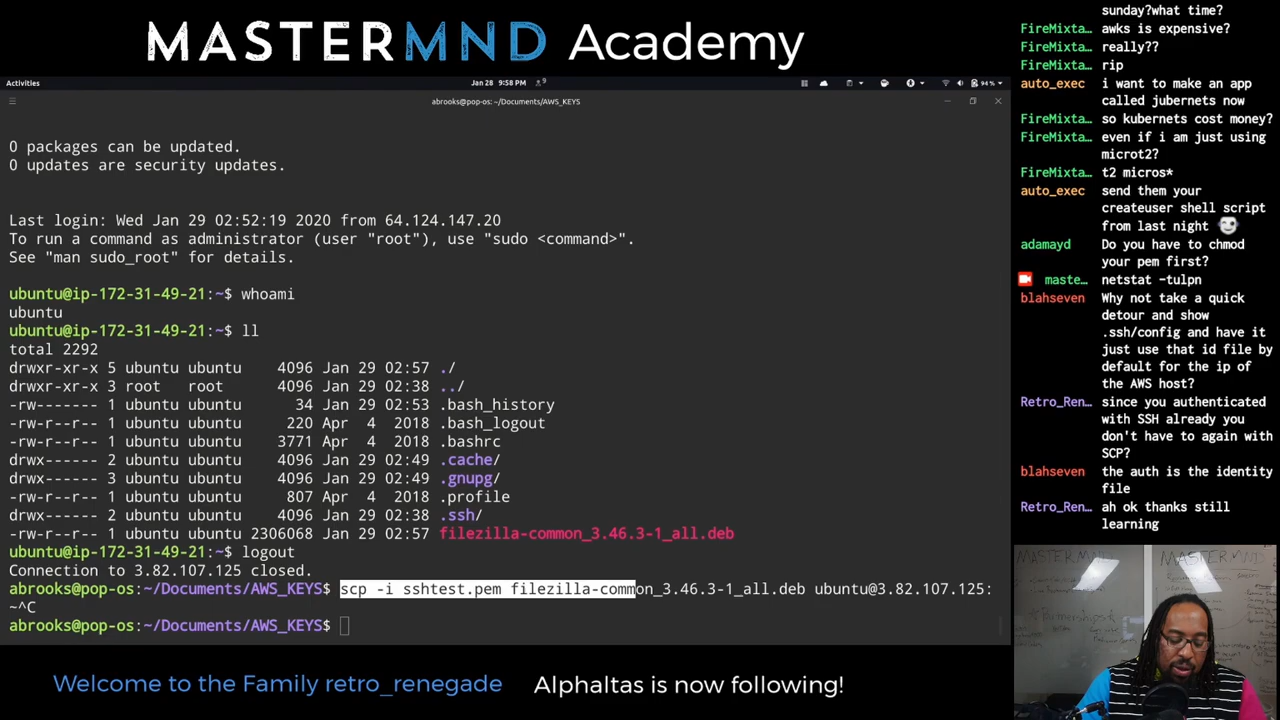 MASTERMND Academy
Activities
Jan 28 9:58 PM
9
94 %
abrooks@pop-os: ~/Documents/AWS_KEYS
0 packages can be updated.
0 updates are security updates.
Last login: Wed Jan 29 02:52:19 2020 from 64.124.147.20
To run a command as administrator (user "root"), use "sudo <command>".
See "man sudo_root" for details.
ubuntu@ip-172-31-49-21:~$ whoami
ubuntu
ubuntu@ip-172-31-49-21:~$ ll
total 2292
drwxr-xr-x 5 ubuntu ubuntu    4096 Jan 29 02:57 ./
drwxr-xr-x 3 root   root      4096 Jan 29 02:38 ../
-rw------- 1 ubuntu ubuntu      34 Jan 29 02:53 .bash_history
-rw-r--r-- 1 ubuntu ubuntu     220 Apr  4  2018 .bash_logout
-rw-r--r-- 1 ubuntu ubuntu    3771 Apr  4  2018 .bashrc
drwx------ 2 ubuntu ubuntu    4096 Jan 29 02:49 .cache/
drwx------ 3 ubuntu ubuntu    4096 Jan 29 02:49 .gnupg/
-rw-r--r-- 1 ubuntu ubuntu     807 Apr  4  2018 .profile
drwx------ 2 ubuntu ubuntu    4096 Jan 29 02:38 .ssh/
-rw-r--r-- 1 ubuntu ubuntu 2306068 Jan 29 02:57 filezilla-common_3.46.3-1_all.deb
ubuntu@ip-172-31-49-21:~$ logout
Connection to 3.82.107.125 closed.
abrooks@pop-os:~/Documents/AWS_KEYS$ scp -i sshtest.pem filezilla-common_3.46.3-1_all.deb ubuntu@3.82.107.125:
~^C
abrooks@pop-os:~/Documents/AWS_KEYS$
sunday?what time?
FireMixta… awks is expensive?
FireMixta… really??
FireMixta… rip
auto_exec i want to make an app
called jubernets now
FireMixta… so kubernets cost money?
FireMixta… even if i am just using
microt2?
FireMixta… t2 micros*
auto_exec send them your
createuser shell script
from last night
adamayd Do you have to chmod
your pem first?
maste… netstat -tulpn
blahseven Why not take a quick
detour and show
.ssh/config and have it
just use that id file by
default for the ip of
the AWS host?
Retro_Ren… since you authenticated
with SSH already you
don't have to again with
SCP?
blahseven the auth is the identity
file
Retro_Ren… ah ok thanks still
learning
Welcome to the Family retro_renegade
Alphaltas is now following!